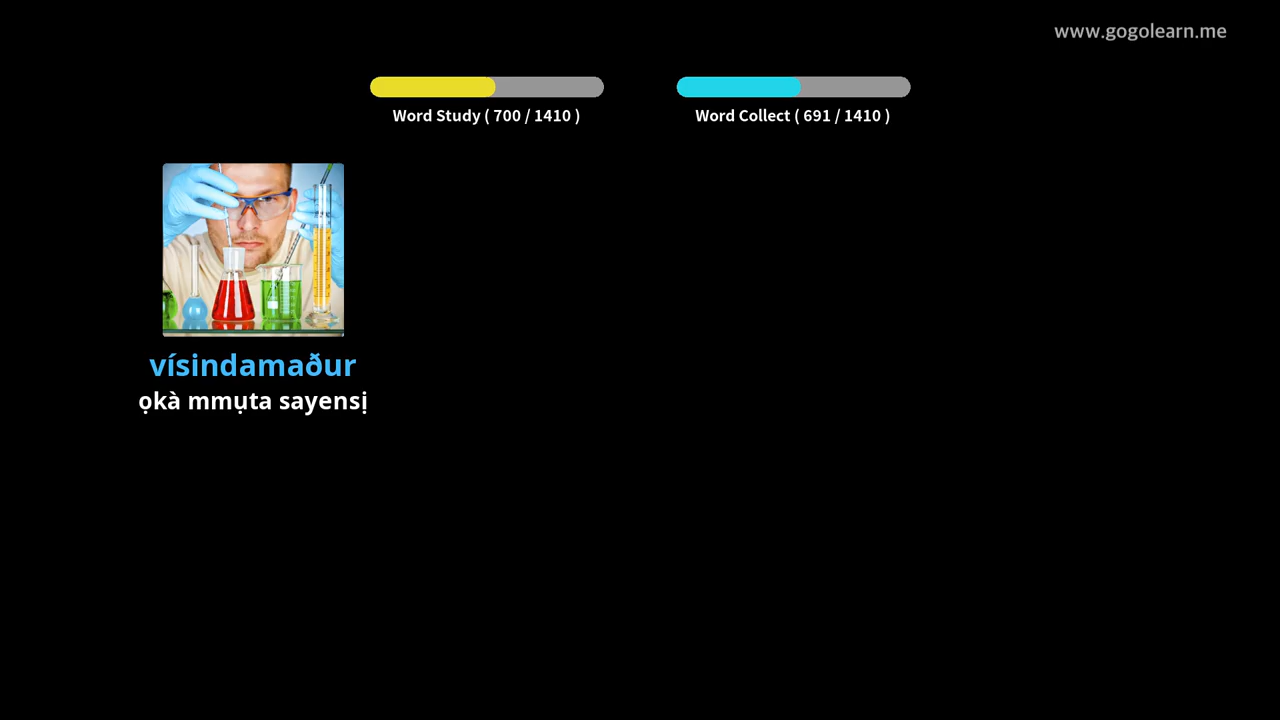 www.gogolearn.me
Word Study ( 700 / 1410 )
Word Collect ( 691 / 1410 )
vísindamaður
ọkà mmụta sayensị